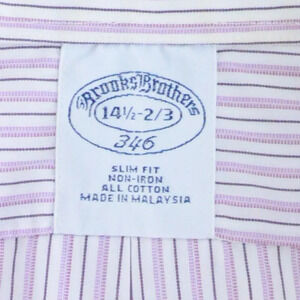 Brooks Brothers
14½-2/3
346
SLIM FIT
NON-IRON
ALL COTTON
MADE IN MALAYSIA